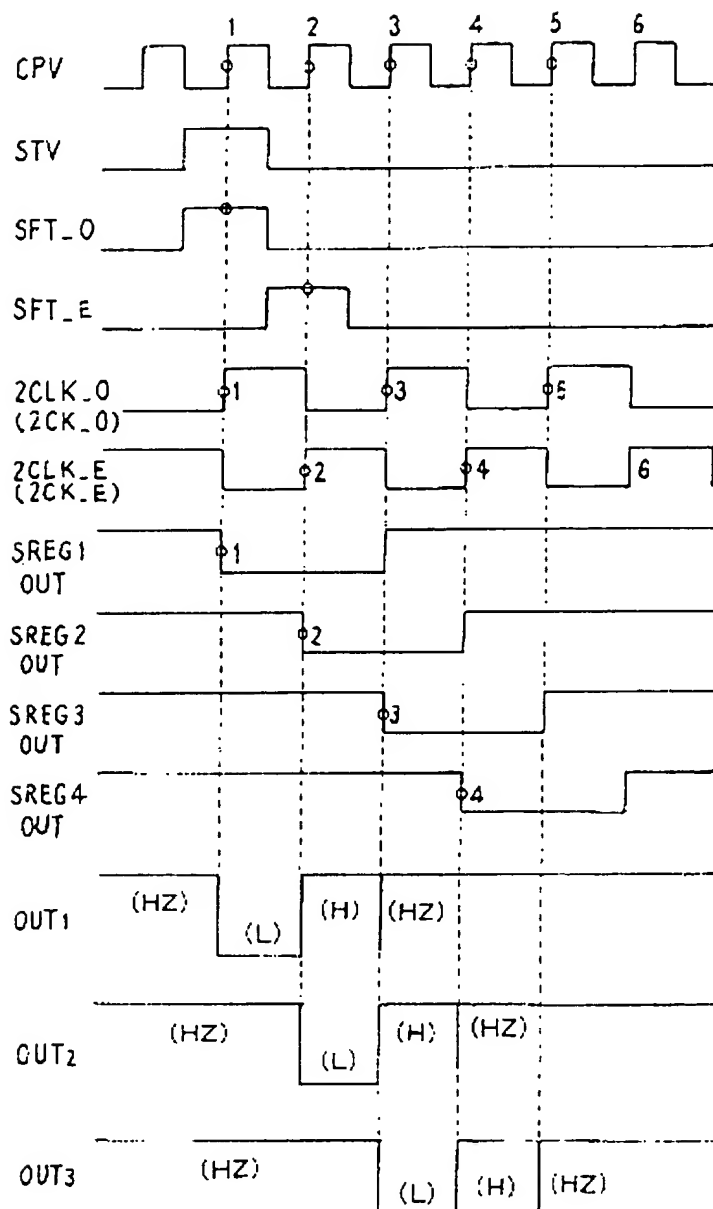 1 2 3 4 5 6
CPV
STV
SFT_O
SFT_E
2CLK_O 1 3 5
(2CK_O)
2CLK_E 2 4 6
(2CK_E)
SREG1 1
OUT
SREG2 2
OUT
SREG3 3
OUT
SREG4 4
OUT
OUT1 (HZ) (L) (H) (HZ)
OUT2 (HZ) (L) (H) (HZ)
OUT3 (HZ) (L) (H) (HZ)